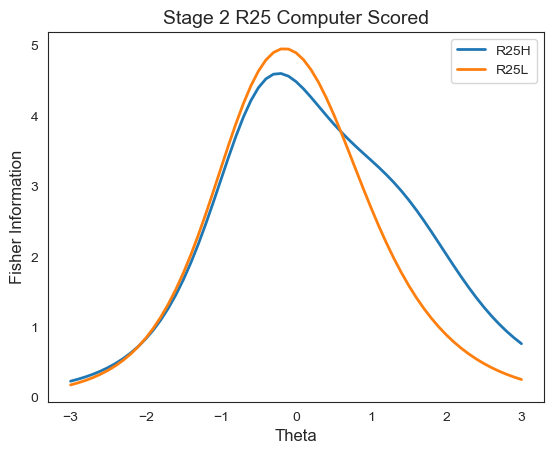 Stage 2 R25 Computer Scored
R25H
R25L
Fisher Information
5
4
3
2
1
0
−3
−2
−1
0
1
2
3
Theta